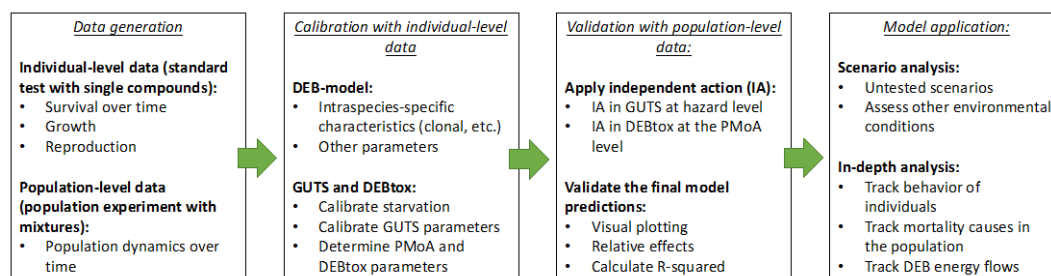 Data generation
Individual-level data (standard
test with single compounds):
• Survival over time
• Growth
• Reproduction
Population-level data
(population experiment with
mixtures):
• Population dynamics over
time
Calibration with individual-level
data
DEB-model:
• Intraspecies-specific
characteristics (clonal, etc.)
• Other parameters
GUTS and DEBtox:
• Calibrate starvation
• Calibrate GUTS parameters
• Determine PMoA and
DEBtox parameters
Validation with population-level
data:
Apply independent action (IA):
• IA in GUTS at hazard level
• IA in DEBtox at the PMoA
level
Validate the final model
predictions:
• Visual plotting
• Relative effects
• Calculate R-squared
Model application:
Scenario analysis:
• Untested scenarios
• Assess other environmental
conditions
In-depth analysis:
• Track behavior of
individuals
• Track mortality causes in
the population
• Track DEB energy flows